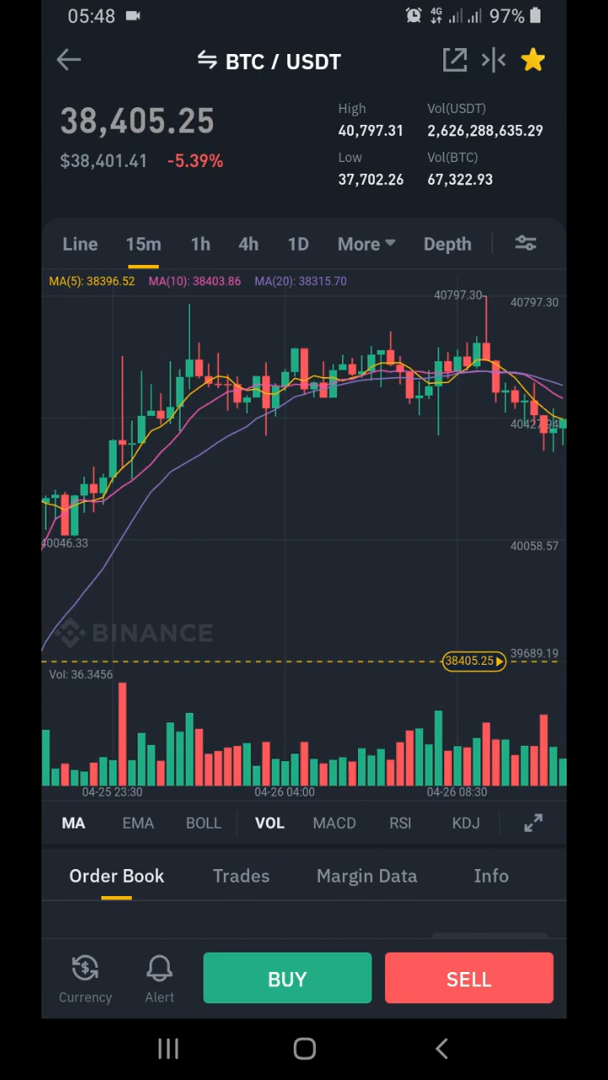 05:48 4G 97%
BTC / USDT
38,405.25
$38,401.41 -5.39%
High Vol(USDT)
40,797.31 2,626,288,635.29
Low Vol(BTC)
37,702.26 67,322.93
Line 15m 1h 4h 1D More Depth
MA(5): 38396.52 MA(10): 38403.86 MA(20): 38315.70
40797.30
40797.30
40427.94
40046.33
40058.57
BINANCE
39689.19
38405.25
Vol: 36.3456
04-25 23:30 04-26 04:00 04-26 08:30
MA EMA BOLL VOL MACD RSI KDJ
Order Book Trades Margin Data Info
Currency Alert BUY SELL